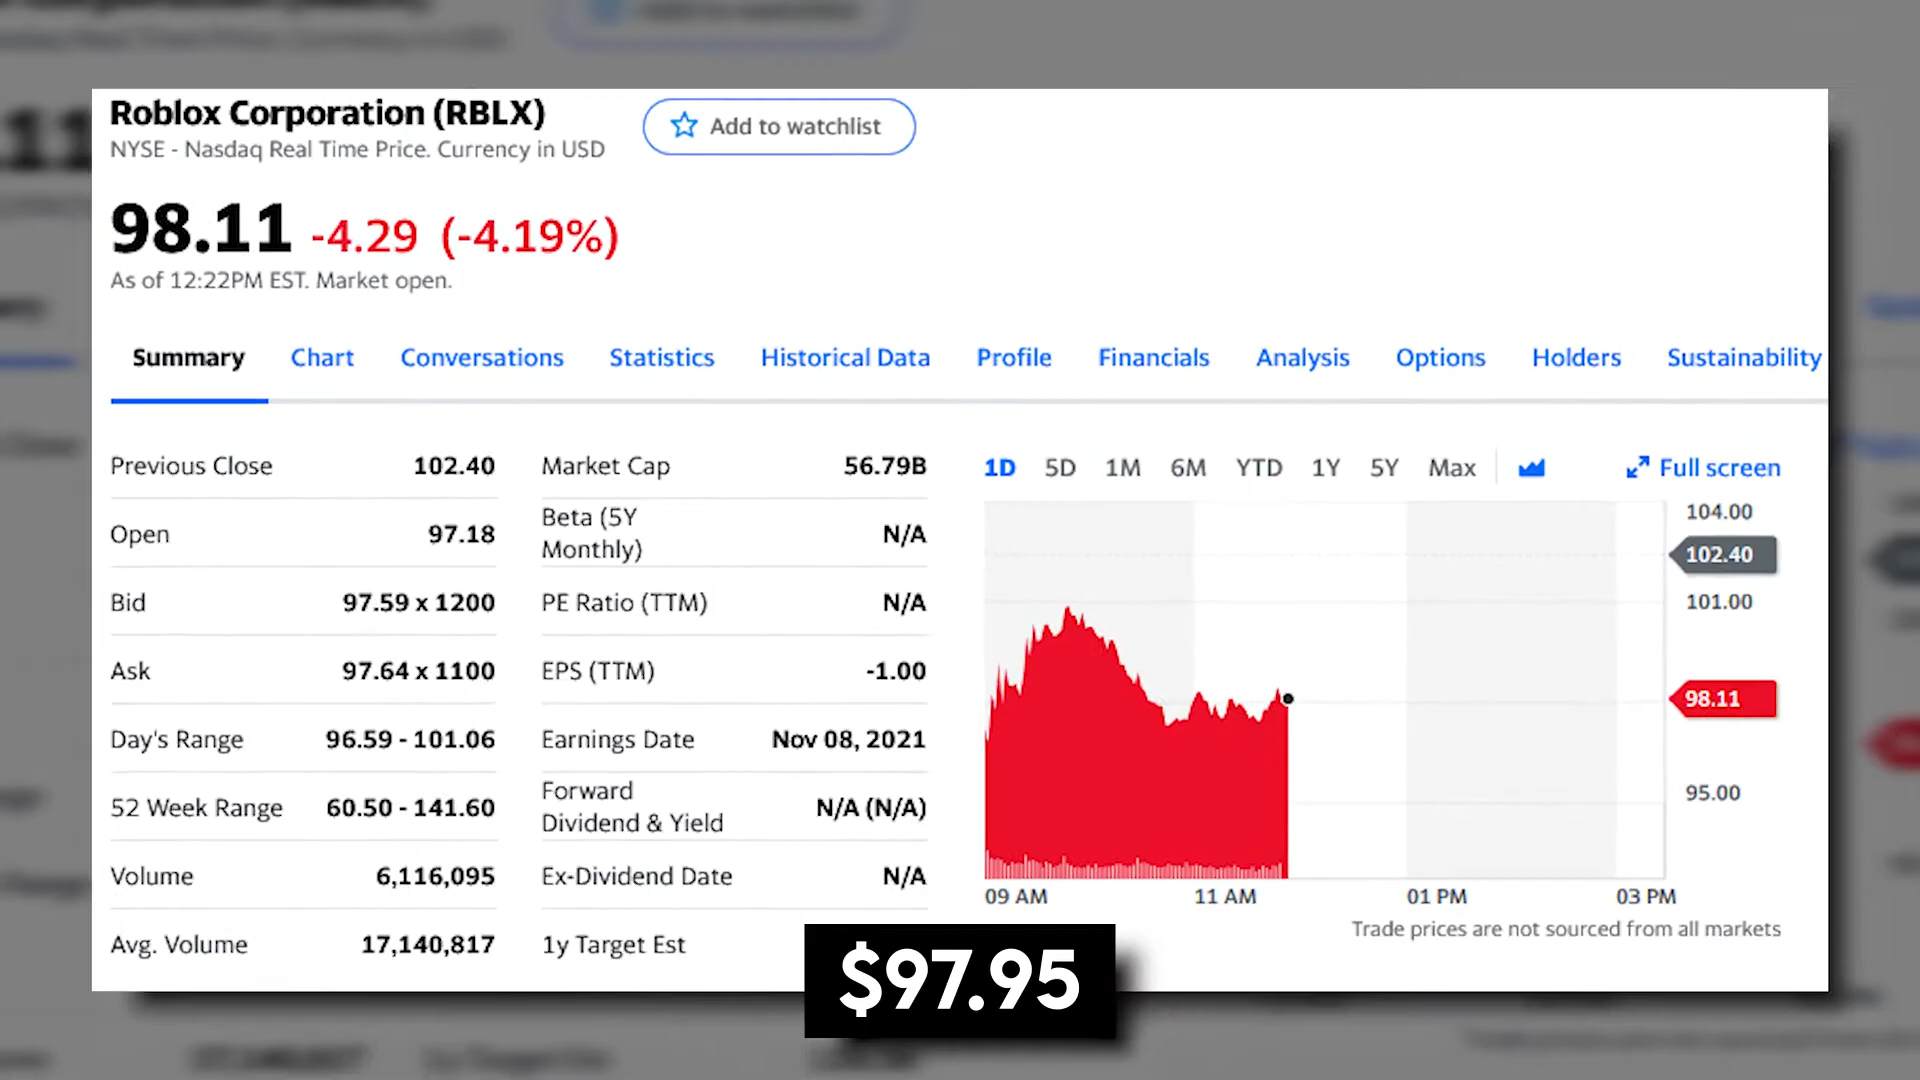 Roblox Corporation (RBLX)
Add to watchlist
NYSE - Nasdaq Real Time Price. Currency in USD
98.11 -4.29 (-4.19%)
As of 12:22PM EST. Market open.
Summary Chart Conversations Statistics Historical Data Profile Financials Analysis Options Holders Sustainability
Previous Close 102.40
Open 97.18
Bid 97.59 x 1200
Ask 97.64 x 1100
Day's Range 96.59 - 101.06
52 Week Range 60.50 - 141.60
Volume 6,116,095
Avg. Volume 17,140,817
Market Cap 56.79B
Beta (5Y
Monthly) N/A
PE Ratio (TTM) N/A
EPS (TTM) -1.00
Earnings Date Nov 08, 2021
Forward
Dividend & Yield N/A (N/A)
Ex-Dividend Date N/A
1y Target Est
1D 5D 1M 6M YTD 1Y 5Y Max Full screen
104.00
102.40
101.00
98.11
95.00
09 AM 11 AM 01 PM 03 PM
Trade prices are not sourced from all markets
$97.95